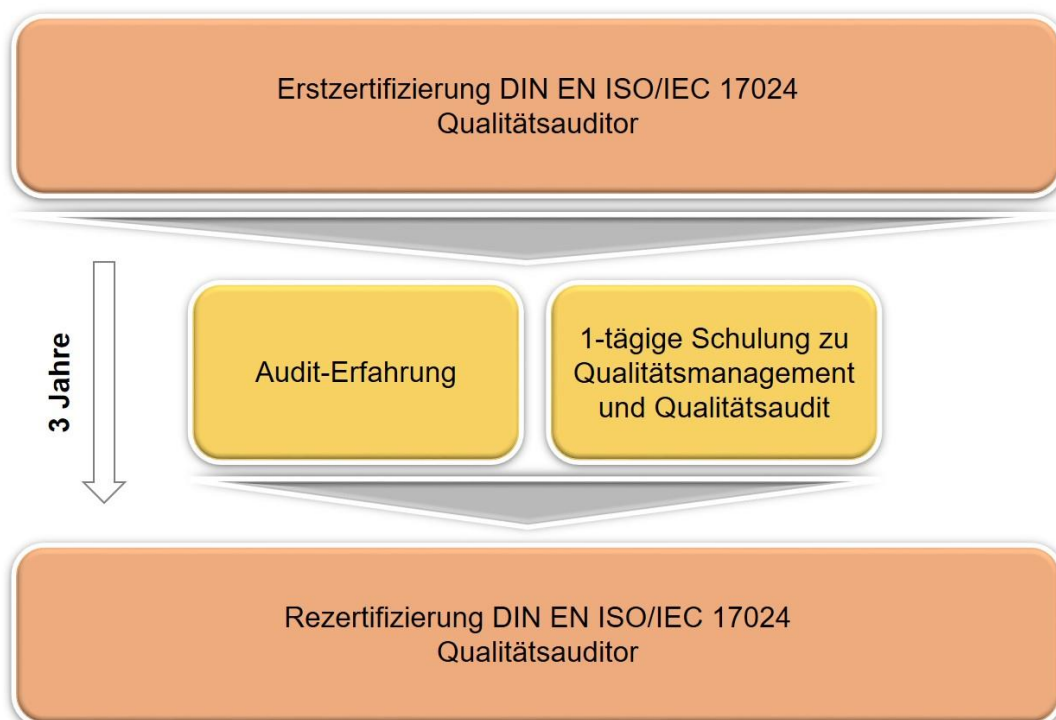 Erstzertifizierung DIN EN ISO/IEC 17024
Qualitätsauditor
3 Jahre
Audit-Erfahrung
1-tägige Schulung zu
Qualitätsmanagement
und Qualitätsaudit
Rezertifizierung DIN EN ISO/IEC 17024
Qualitätsauditor